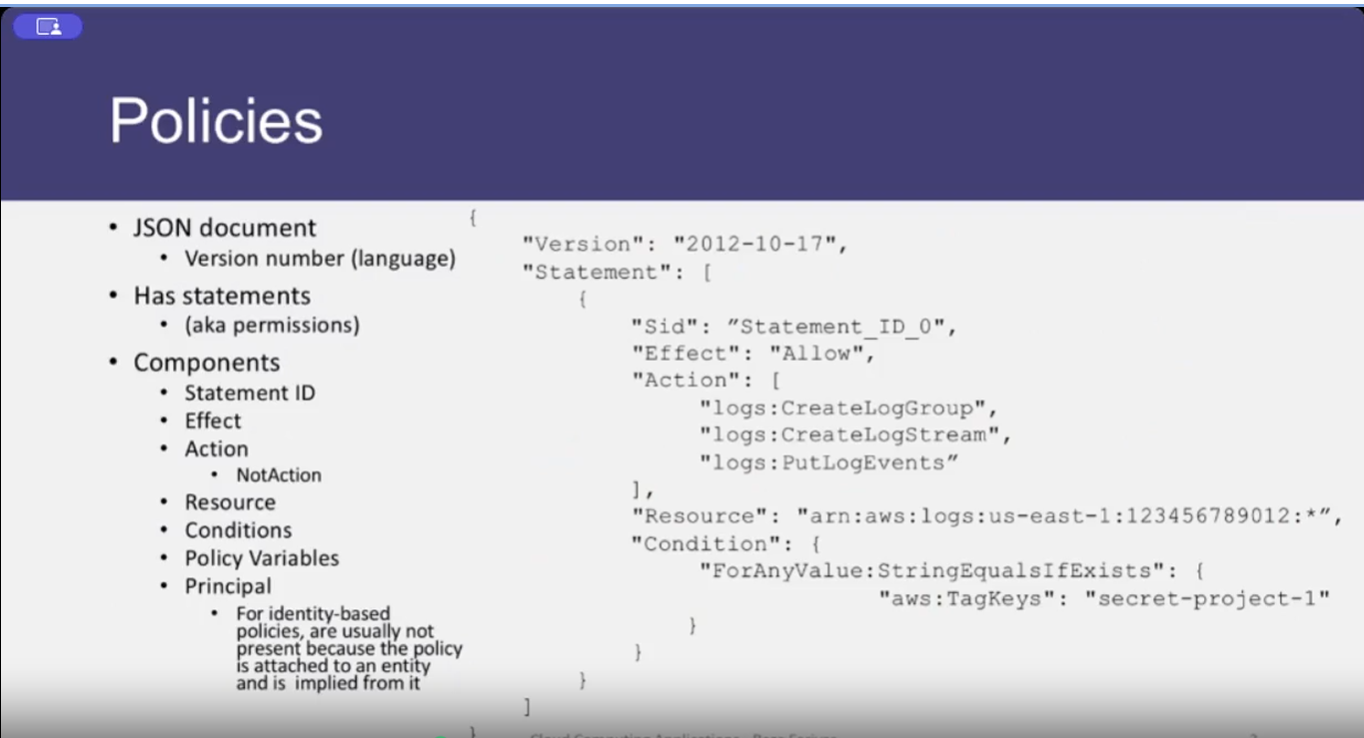 Policies
• JSON document
• Version number (language)
• Has statements
• (aka permissions)
• Components
• Statement ID
• Effect
• Action
• NotAction
• Resource
• Conditions
• Policy Variables
• Principal
• For identity-based
policies, are usually not
present because the policy
is attached to an entity
and is implied from it
{
"Version": "2012-10-17",
"Statement": [
{
"Sid": ”Statement_ID_0",
"Effect": "Allow",
"Action": [
"logs:CreateLogGroup",
"logs:CreateLogStream",
"logs:PutLogEvents”
],
"Resource": "arn:aws:logs:us-east-1:123456789012:*”,
"Condition": {
"ForAnyValue:StringEqualsIfExists": {
"aws:TagKeys": "secret-project-1"
}
}
}
]
}
Cloud Computing Applications